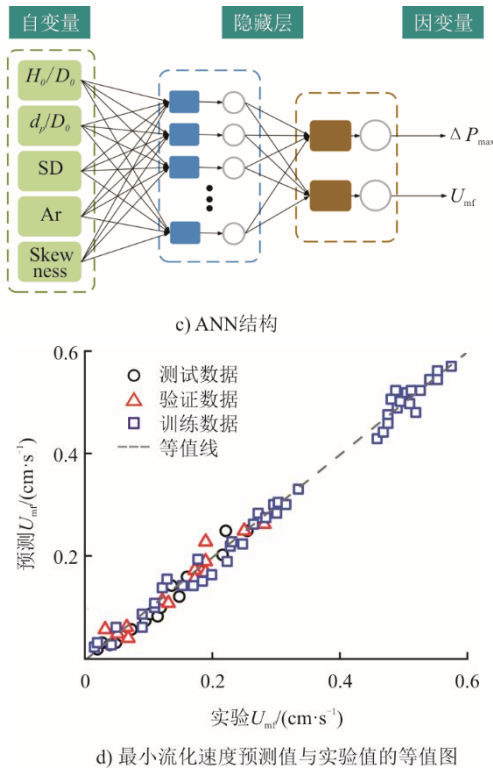 自变量 隐藏层 因变量
H₀/D₀
dₚ/D₀
SD
Ar
Skew
ness
Δ Pmax
Umf
c) ANN结构
0.6
0.4
0.2
0
0.2
0.4
0.6
测试数据
验证数据
训练数据
等值线
预测Umf/(cm·s⁻¹)
实验Umf/(cm·s⁻¹)
d) 最小流化速度预测值与实验值的等值图